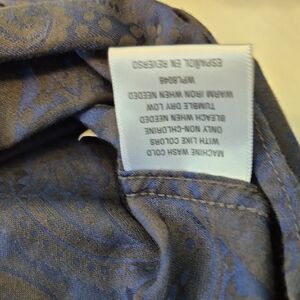 MACHINE WASH COLD
WITH LIKE COLORS
ONLY NON-CHLORINE
BLEACH WHEN NEEDED
TUMBLE DRY LOW
WARM IRON WHEN NEEDED
WPL8046
ESPAÑOL EN REVERSO